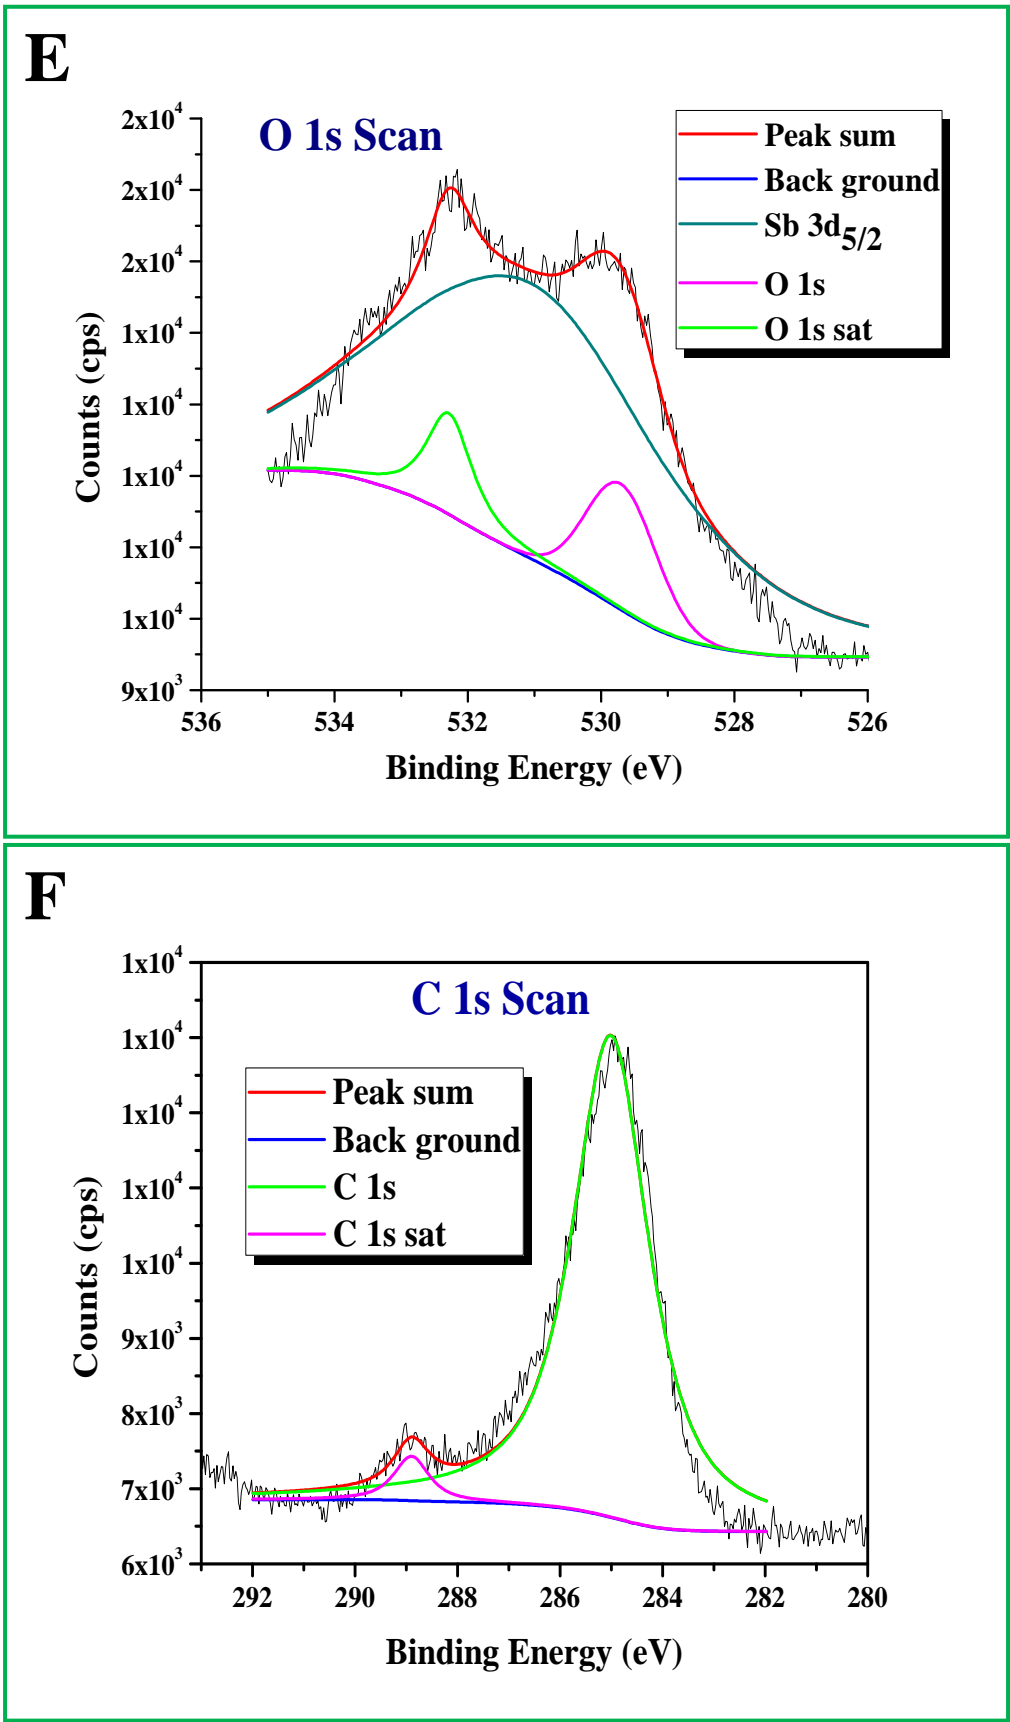 E
O 1s Scan
Peak sum
Back ground
Sb 3d5/2
O 1s
O 1s sat
2x10^4
2x10^4
2x10^4
1x10^4
1x10^4
1x10^4
1x10^4
1x10^4
9x10^3
Counts (cps)
536 534 532 530 528 526
Binding Energy (eV)
F
C 1s Scan
Peak sum
Back ground
C 1s
C 1s sat
1x10^4
1x10^4
1x10^4
1x10^4
1x10^4
9x10^3
8x10^3
7x10^3
6x10^3
Counts (cps)
292 290 288 286 284 282 280
Binding Energy (eV)